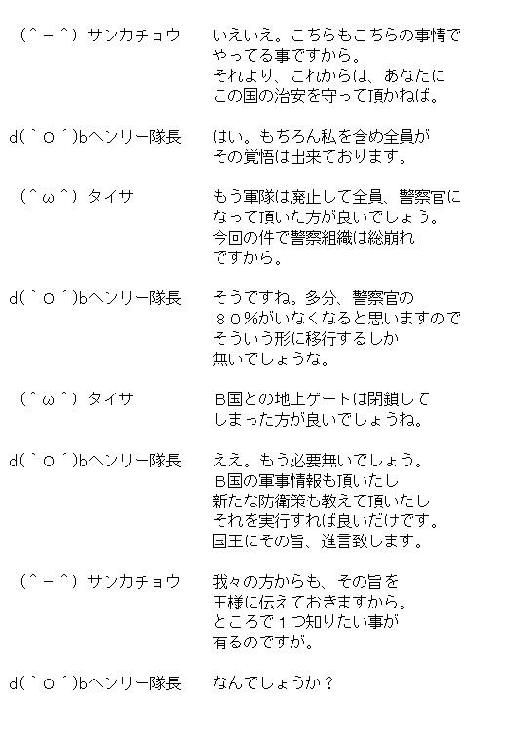 (＾－＾) サンカチョウ　いえいえ。こちらもこちらの事情で
やってる事ですから。
それより、これからは、あなたに
この国の治安を守って頂かねば。
d(｀Ｏ´)bヘンリー隊長　はい。もちろん私を含め全員が
その覚悟は出来ております。
(＾ω＾) タイサ　もう軍隊は廃止して全員、警察官に
なって頂いた方が良いでしょう。
今回の件で警察組織は総崩れ
ですから。
d(｀Ｏ´)bヘンリー隊長　そうですね。多分、警察官の
８０％がいなくなると思いますので
そういう形に移行するしか
無いでしょうな。
(＾ω＾) タイサ　Ｂ国との地上ゲートは閉鎖して
しまった方が良いでしょうね。
d(｀Ｏ´)bヘンリー隊長　ええ。もう必要無いでしょう。
Ｂ国の軍事情報も頂いたし
新たな防衛策も教えて頂いたし
それを実行すれば良いだけです。
国王にその旨、進言致します。
(＾－＾) サンカチョウ　我々の方からも、その旨を
王様に伝えておきますから。
ところで１つ知りたい事が
有るのですが。
d(｀Ｏ´)bヘンリー隊長　なんでしょうか？